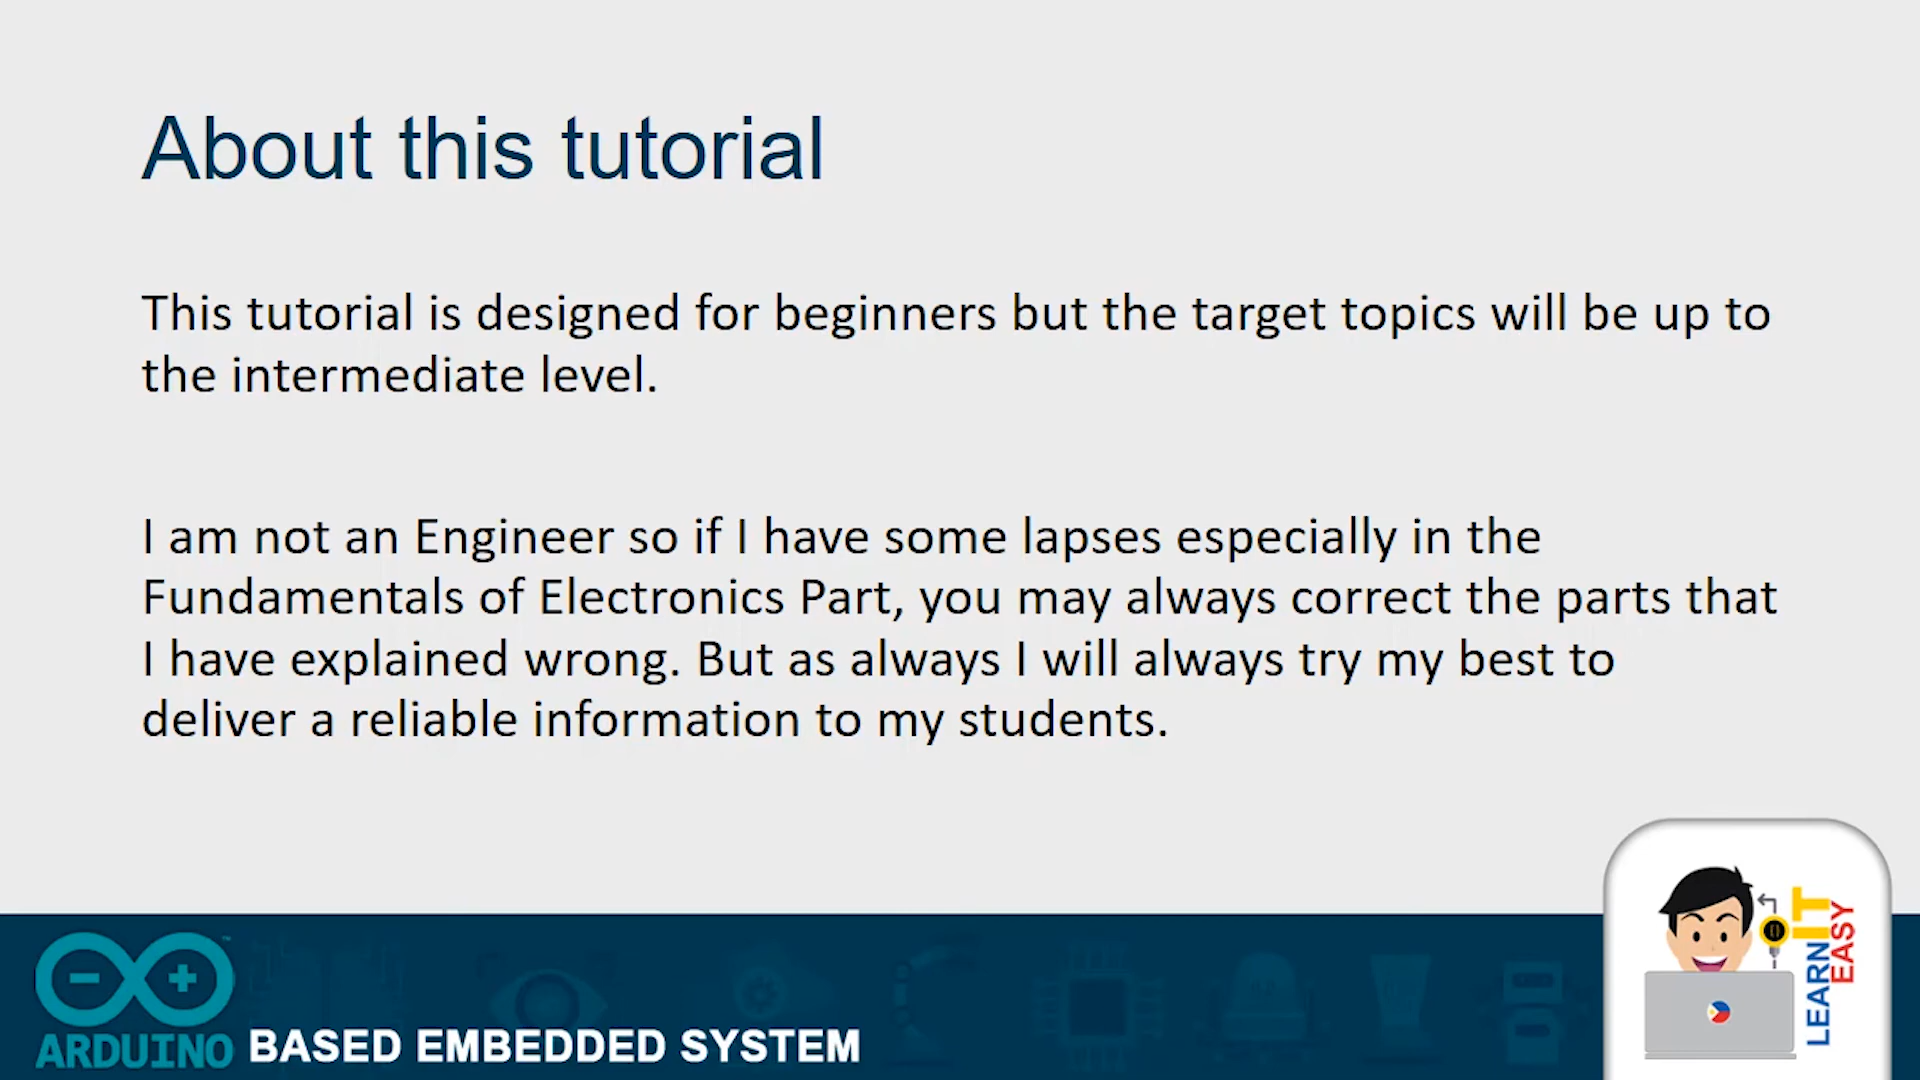 About this tutorial
This tutorial is designed for beginners but the target topics will be up to
the intermediate level.
I am not an Engineer so if I have some lapses especially in the
Fundamentals of Electronics Part, you may always correct the parts that
I have explained wrong. But as always I will always try my best to
deliver a reliable information to my students.
ARDUINO BASED EMBEDDED SYSTEM
LEARN IT
EASY